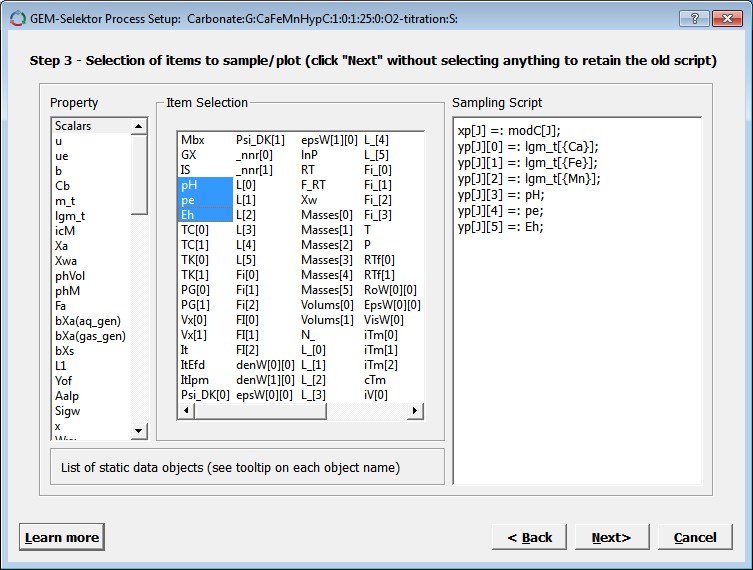 GEM-Selektor Process Setup: Carbonate:G:CaFeMnHypC:1:0:1:25:0:O2-titration:S:
Step 3 - Selection of items to sample/plot (click "Next" without selecting anything to retain the old script)
Property
Scalars
u
ue
b
Cb
m_t
lgm_t
icM
Xa
Xwa
phVol
phM
Fa
bXa(aq_gen)
bXa(gas_gen)
bXs
L1
Yof
Aalp
Sigw
x
Item Selection
Mbx Psi_DK[1] epsW[1][0] L_[4]
GX _nnr[0] lnP L_[5]
IS _nnr[1] RT Fi_[0]
pH L[0] F_RT Fi_[1]
pe L[1] Xw Fi_[2]
Eh L[2] Masses[0] Fi_[3]
TC[0] L[3] Masses[1] T
TC[1] L[4] Masses[2] P
TK[0] L[5] Masses[3] RTf[0]
TK[1] Fi[0] Masses[4] RTf[1]
PG[0] Fi[1] Masses[5] RoW[0][0]
PG[1] Fi[2] Volums[0] EpsW[0][0]
Vx[0] FI[0] Volums[1] VisW[0]
Vx[1] FI[1] N_ iTm[0]
It FI[2] L_[0] iTm[1]
ItEfd denW[0][0] L_[1] iTm[2]
ItIpm denW[1][0] L_[2] cTm
Psi_DK[0] epsW[0][0] L_[3] iV[0]
Sampling Script
xp[J] =: modC[J];
yp[J][0] =: lgm_t[{Ca}];
yp[J][1] =: lgm_t[{Fe}];
yp[J][2] =: lgm_t[{Mn}];
yp[J][3] =: pH;
yp[J][4] =: pe;
yp[J][5] =: Eh;
List of static data objects (see tooltip on each object name)
Learn more
< Back
Next>
Cancel